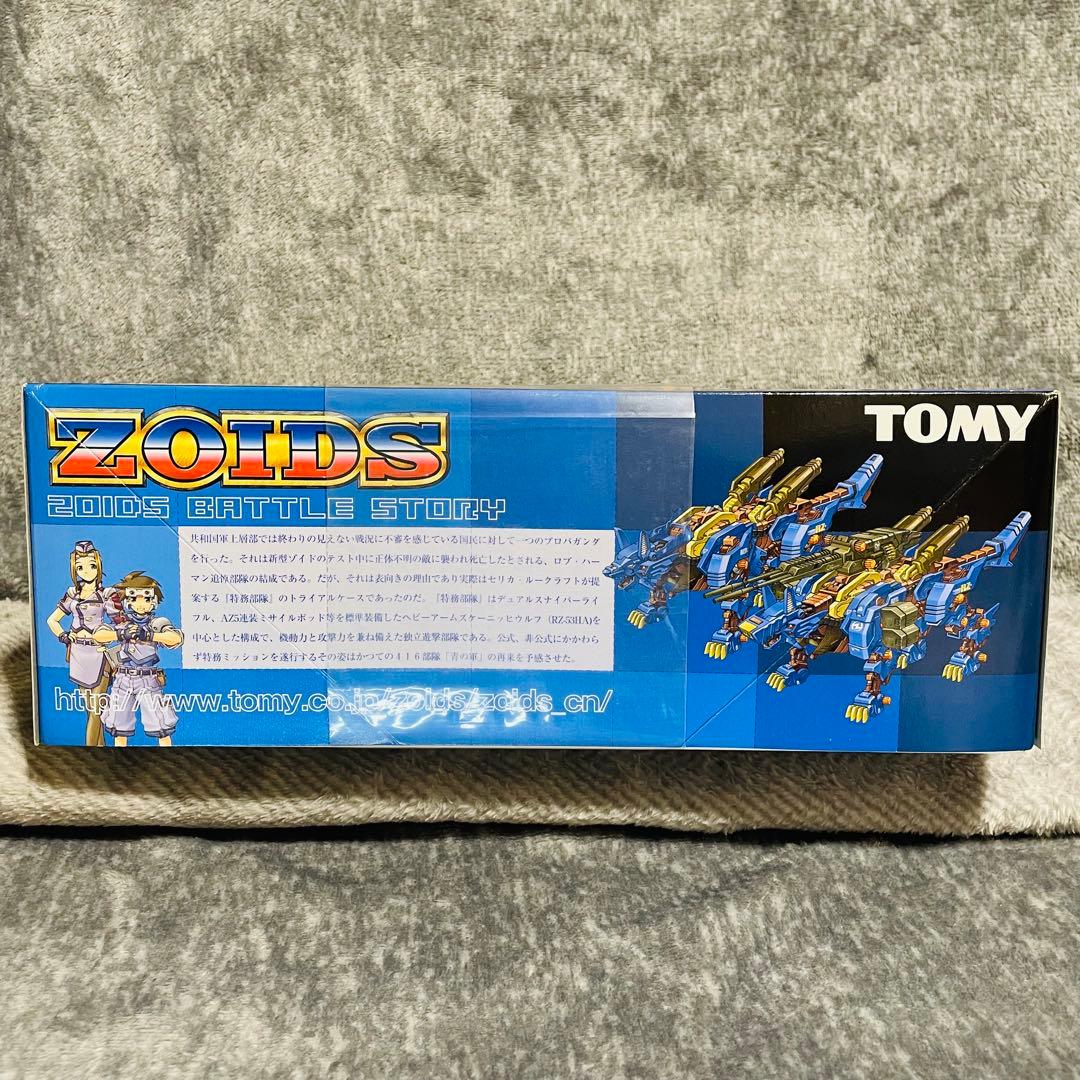 ZOIDS
TOMY
ZOIDS BATTLE STORY
共和国軍上層部では終わりの見えない戦況に不審を感じている国民に対して一つのプロパガンダ
を行った。それは新型ゾイドのテスト中に正体不明の敵に襲われ死亡したとされる、ロブ・ハー
マン追悼部隊の結成である。だが、それは表向きの理由であり実際はセリカ・ルークラフトが提
案する「特務部隊」のトライアルケースであったのだ。「特務部隊」はデュアルスナイパーライ
フル、AZ5連装ミサイルポッド等を標準装備したヘビーアームズケーニッヒウルフ（RZ-53HA)を
中心とした構成で、機動力と攻撃力を兼ね備えた独立遊撃部隊である。公式、非公式にかかわら
ず特務ミッションを遂行するその姿はかつての416部隊「青の軍」の再来を予感させた。
http://www.tomy.co.jp/zoids/zoids_cn/